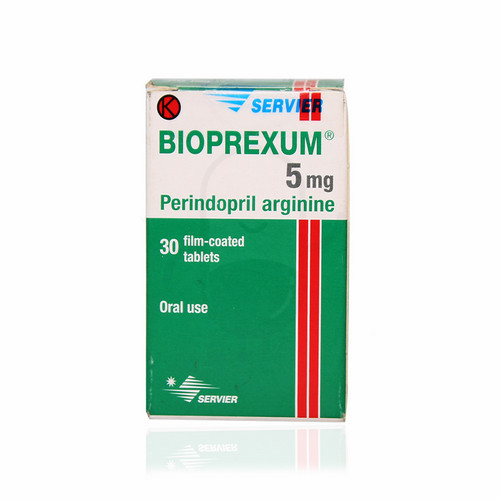 K
SERVIER
BIOPREXUM®
5 mg
Perindopril arginine
30 film-coated
tablets
Oral use
SERVIER